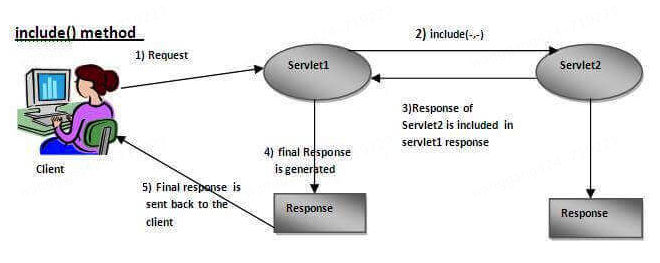 include() method
1) Request
2) include(-,-)
Servlet1
Servlet2
3)Response of
Servlet2 is included in
servlet1 response
Client
4) final Response
is generated
5) Final response is
sent back to the
client
Response
Response